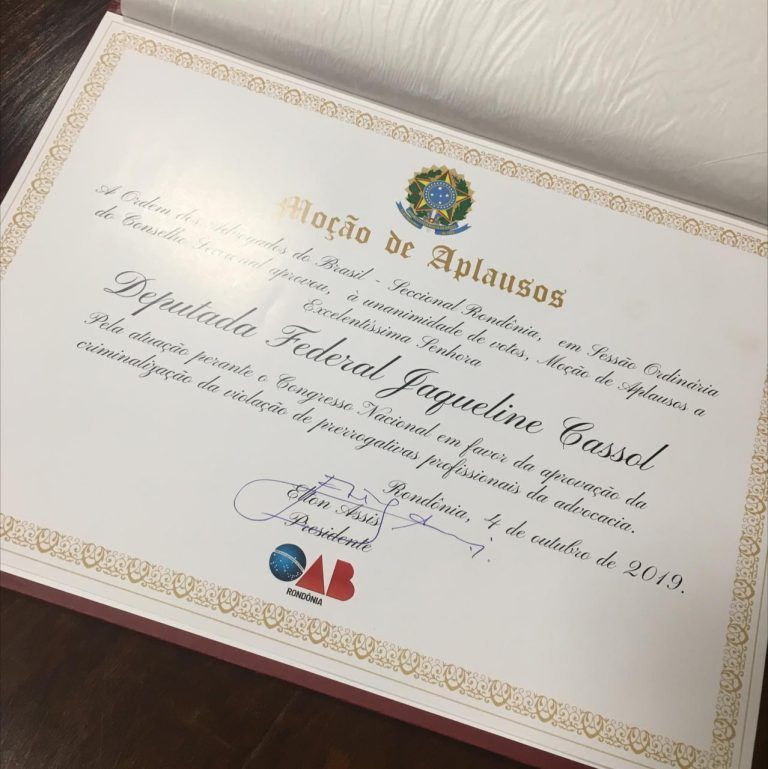 Moção de Aplausos
A Ordem dos Advogados do Brasil - Seccional Rondônia, em Sessão Ordinária
do Conselho Seccional aprovou, à unanimidade de votos, Moção de Aplausos a
Excelentíssima Senhora
Deputada Federal Jaqueline Cassol
Pela atuação perante o Congresso Nacional em favor da aprovação da
criminalização da violação de prerrogativas profissionais da advocacia.
Rondônia, 4 de outubro de 2019.
Elton Assis
Presidente
OAB
RONDÔNIA